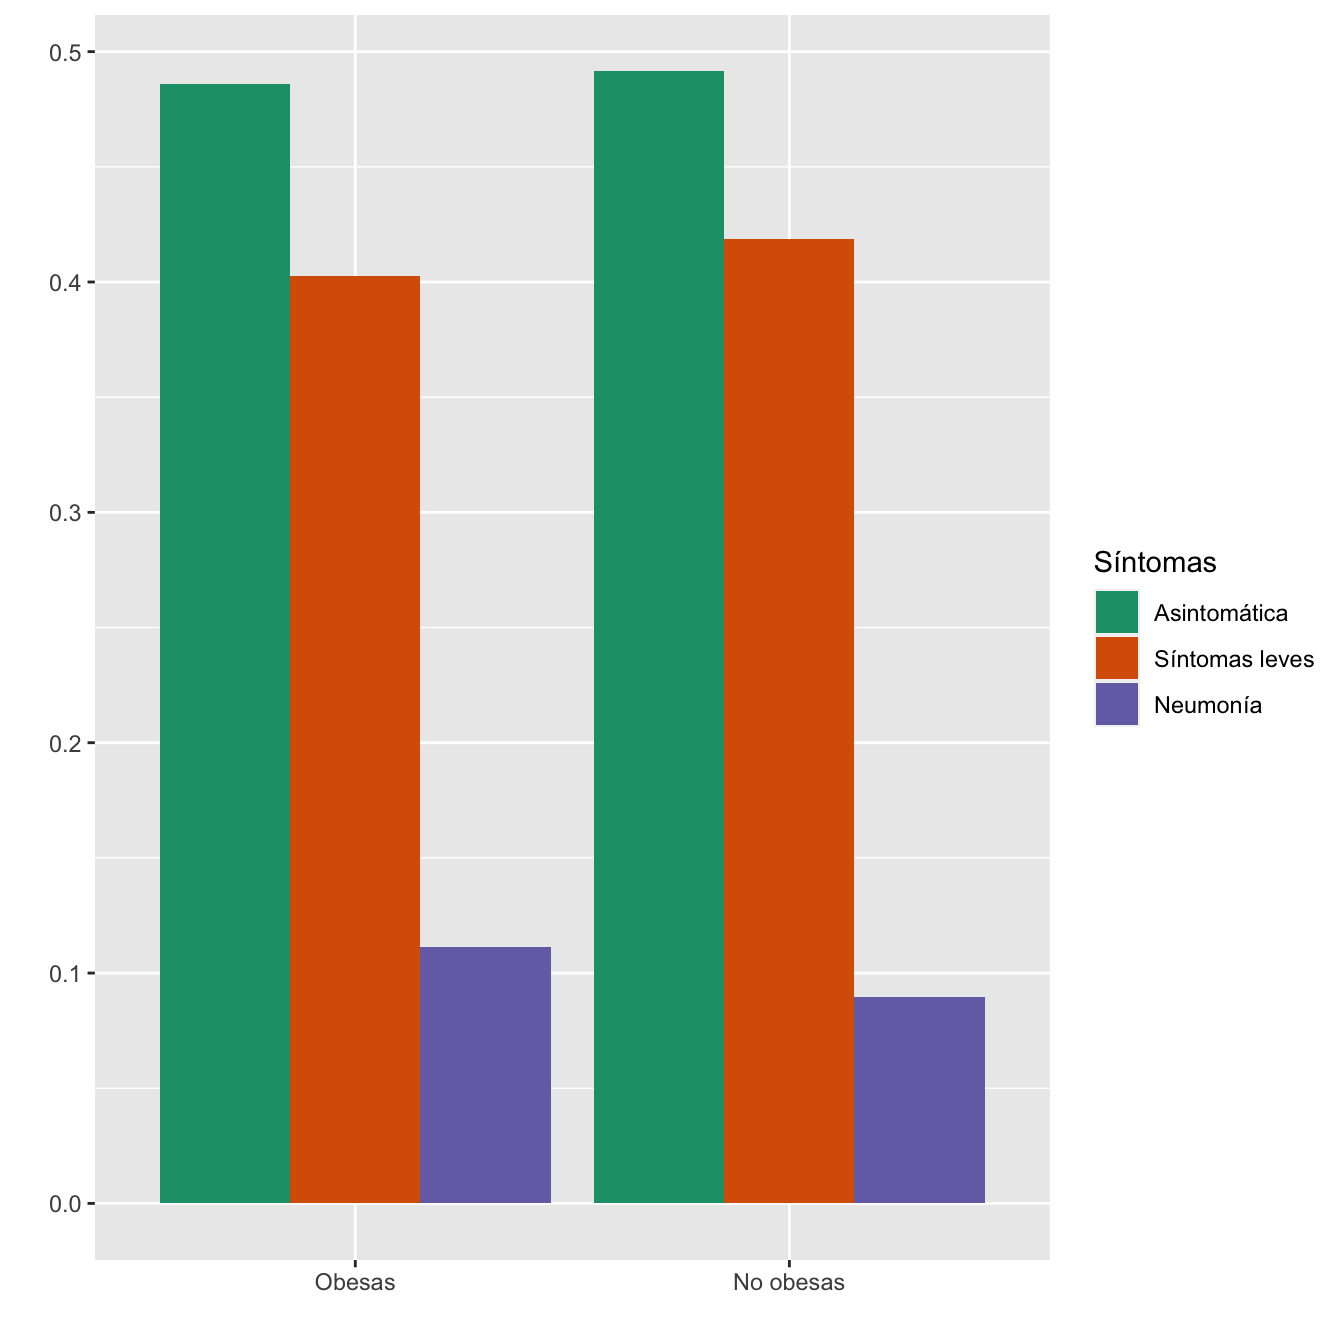 0.5
0.4
0.3
0.2
0.1
0.0
Obesas
No obesas
Síntomas
Asintomática
Síntomas leves
Neumonía